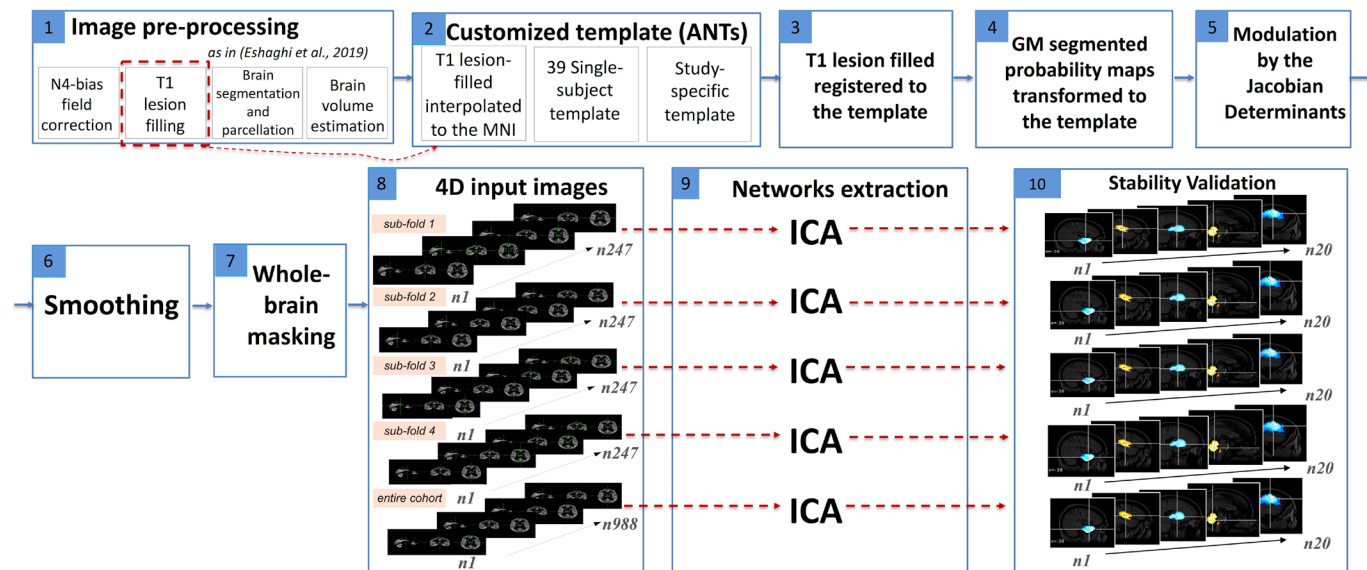 1
Image pre-processing
as in (Eshaghi et al., 2019)
N4-bias
field
correction
T1
lesion
filling
Brain
segmentation
and
parcellation
Brain
volume
estimation
2
Customized template (ANTs)
T1 lesion-
filled
interpolated
to the MNI
39 Single-
subject
template
Study-
specific
template
3
T1 lesion filled
registered to
the template
4
GM segmented
probability maps
transformed to
the template
5
Modulation
by the
Jacobian
Determinants
6
Smoothing
7
Whole-
brain
masking
8
4D input images
sub-fold 1
n1
n247
sub-fold 2
n1
n247
sub-fold 3
n1
n247
sub-fold 4
n1
n247
entire cohort
n1
n988
9
Networks extraction
ICA
ICA
ICA
ICA
ICA
10
Stability Validation
n1
n20
n1
n20
n1
n20
n1
n20
n1
n20